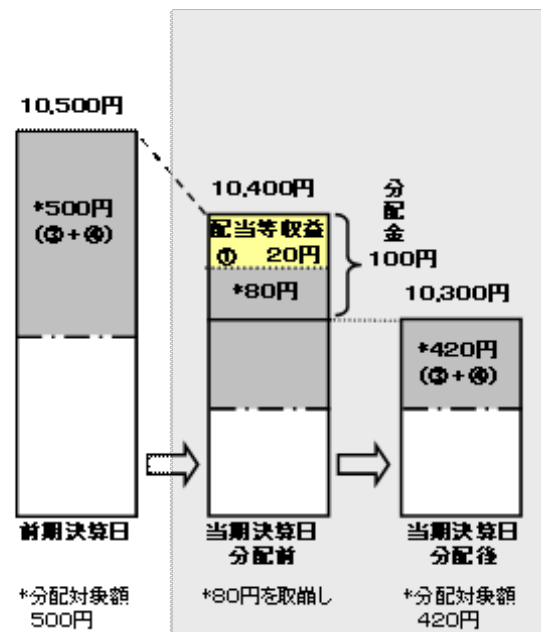 10,500円
*500円
(③+④)
前期決算日
*分配対象額
500円
10,400円
配当等収益
① 20円
*80円
分配金
100円
当期決算日
分配前
*80円を取崩し
10,300円
*420円
(③+④)
当期決算日
分配後
*分配対象額
420円